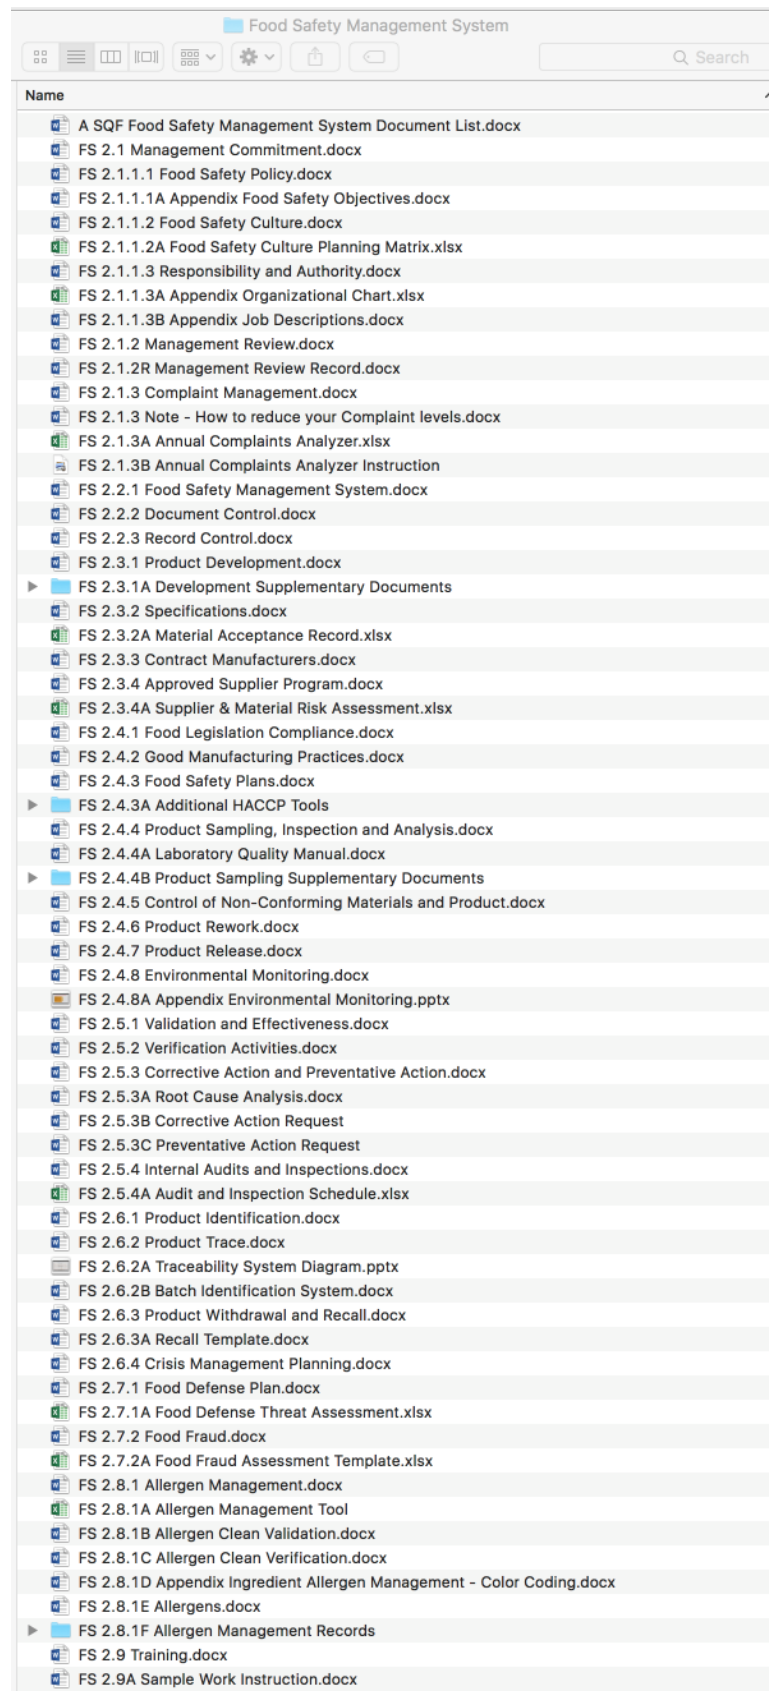 Food Safety Management System
Search
Name
A SQF Food Safety Management System Document List.docx
FS 2.1 Management Commitment.docx
FS 2.1.1.1 Food Safety Policy.docx
FS 2.1.1.1A Appendix Food Safety Objectives.docx
FS 2.1.1.2 Food Safety Culture.docx
FS 2.1.1.2A Food Safety Culture Planning Matrix.xlsx
FS 2.1.1.3 Responsibility and Authority.docx
FS 2.1.1.3A Appendix Organizational Chart.xlsx
FS 2.1.1.3B Appendix Job Descriptions.docx
FS 2.1.2 Management Review.docx
FS 2.1.2R Management Review Record.docx
FS 2.1.3 Complaint Management.docx
FS 2.1.3 Note - How to reduce your Complaint levels.docx
FS 2.1.3A Annual Complaints Analyzer.xlsx
FS 2.1.3B Annual Complaints Analyzer Instruction
FS 2.2.1 Food Safety Management System.docx
FS 2.2.2 Document Control.docx
FS 2.2.3 Record Control.docx
FS 2.3.1 Product Development.docx
FS 2.3.1A Development Supplementary Documents
FS 2.3.2 Specifications.docx
FS 2.3.2A Material Acceptance Record.xlsx
FS 2.3.3 Contract Manufacturers.docx
FS 2.3.4 Approved Supplier Program.docx
FS 2.3.4A Supplier & Material Risk Assessment.xlsx
FS 2.4.1 Food Legislation Compliance.docx
FS 2.4.2 Good Manufacturing Practices.docx
FS 2.4.3 Food Safety Plans.docx
FS 2.4.3A Additional HACCP Tools
FS 2.4.4 Product Sampling, Inspection and Analysis.docx
FS 2.4.4A Laboratory Quality Manual.docx
FS 2.4.4B Product Sampling Supplementary Documents
FS 2.4.5 Control of Non-Conforming Materials and Product.docx
FS 2.4.6 Product Rework.docx
FS 2.4.7 Product Release.docx
FS 2.4.8 Environmental Monitoring.docx
FS 2.4.8A Appendix Environmental Monitoring.pptx
FS 2.5.1 Validation and Effectiveness.docx
FS 2.5.2 Verification Activities.docx
FS 2.5.3 Corrective Action and Preventative Action.docx
FS 2.5.3A Root Cause Analysis.docx
FS 2.5.3B Corrective Action Request
FS 2.5.3C Preventative Action Request
FS 2.5.4 Internal Audits and Inspections.docx
FS 2.5.4A Audit and Inspection Schedule.xlsx
FS 2.6.1 Product Identification.docx
FS 2.6.2 Product Trace.docx
FS 2.6.2A Traceability System Diagram.pptx
FS 2.6.2B Batch Identification System.docx
FS 2.6.3 Product Withdrawal and Recall.docx
FS 2.6.3A Recall Template.docx
FS 2.6.4 Crisis Management Planning.docx
FS 2.7.1 Food Defense Plan.docx
FS 2.7.1A Food Defense Threat Assessment.xlsx
FS 2.7.2 Food Fraud.docx
FS 2.7.2A Food Fraud Assessment Template.xlsx
FS 2.8.1 Allergen Management.docx
FS 2.8.1A Allergen Management Tool
FS 2.8.1B Allergen Clean Validation.docx
FS 2.8.1C Allergen Clean Verification.docx
FS 2.8.1D Appendix Ingredient Allergen Management - Color Coding.docx
FS 2.8.1E Allergens.docx
FS 2.8.1F Allergen Management Records
FS 2.9 Training.docx
FS 2.9A Sample Work Instruction.docx